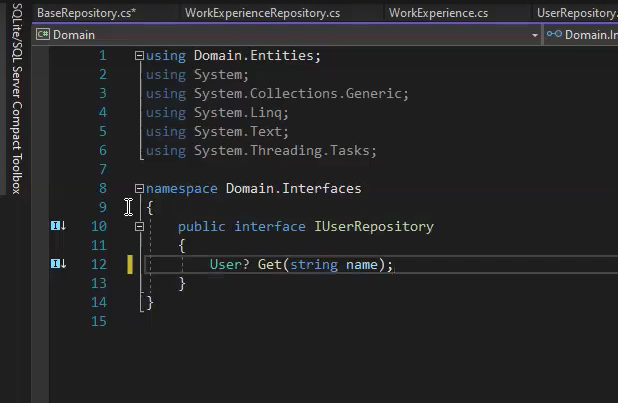 BaseRepository.cs* WorkExperienceRepository.cs WorkExperience.cs UserRepository.
C# Domain Domain.In
SQLite/SQL Server Compact Toolbox
1 using Domain.Entities;
2 using System;
3 using System.Collections.Generic;
4 using System.Linq;
5 using System.Text;
6 using System.Threading.Tasks;
7
8 namespace Domain.Interfaces
9 {
10 public interface IUserRepository
11 {
12 User? Get(string name);
13 }
14 }
15